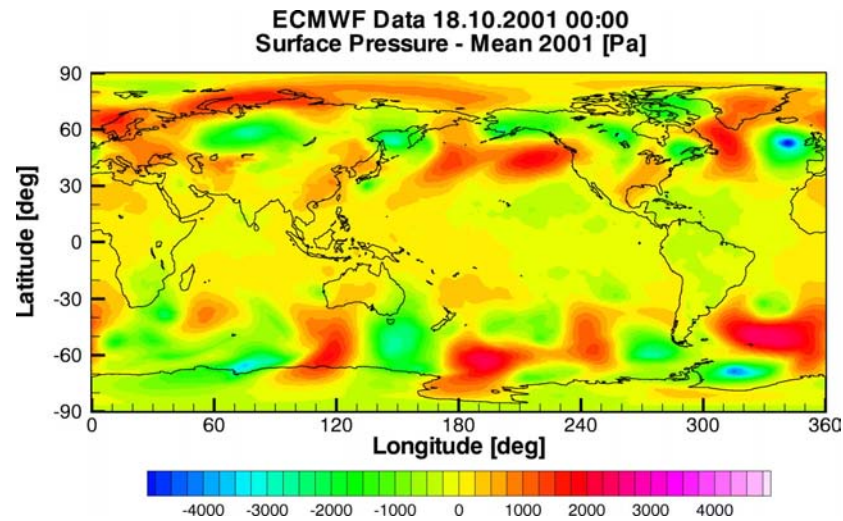 ECMWF Data 18.10.2001 00:00
Surface Pressure - Mean 2001 [Pa]
90
60
30
0
-30
-60
-90
Latitude [deg]
0 60 120 180 240 300 360
Longitude [deg]
-4000 -3000 -2000 -1000 0 1000 2000 3000 4000